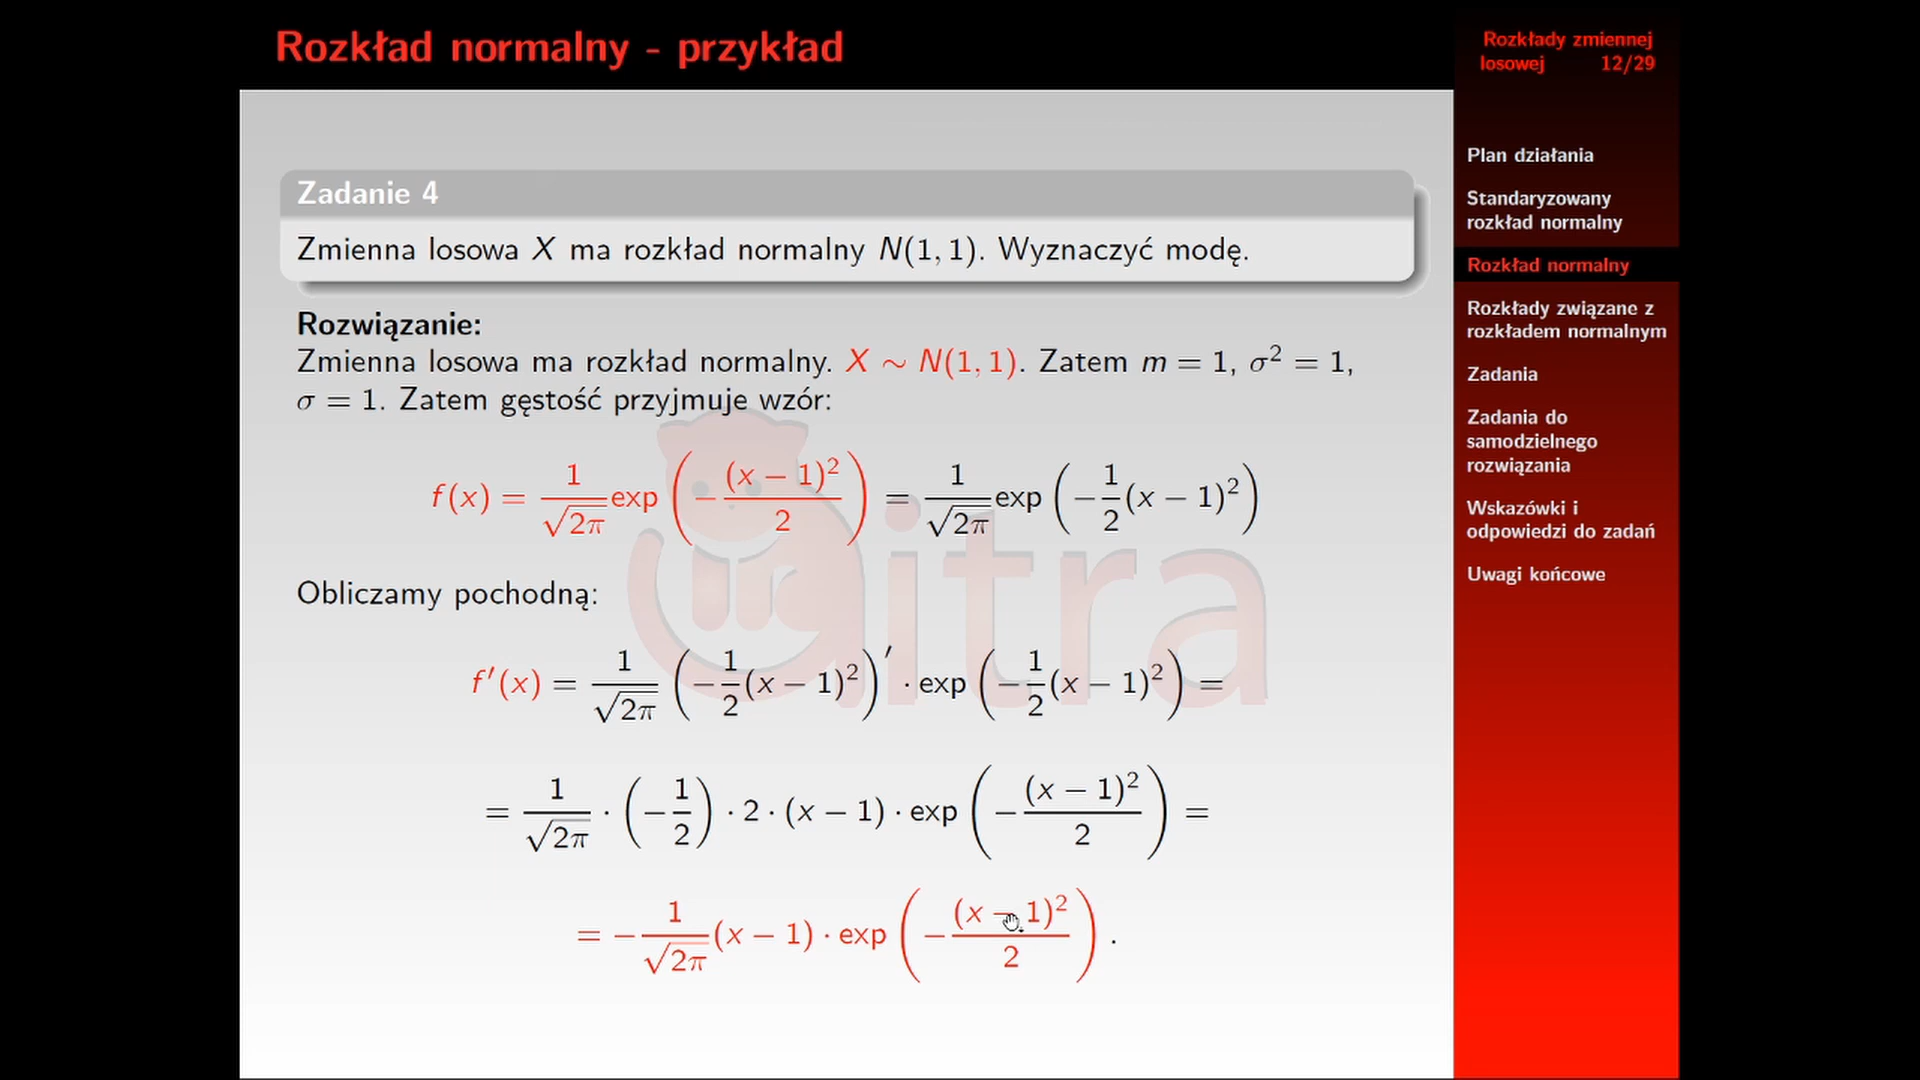 Rozkład normalny - przykład
Zadanie 4
Zmienna losowa X ma rozkład normalny N(1, 1). Wyznaczyć modę.
Rozwiązanie:
Zmienna losowa ma rozkład normalny. X ∼ N(1, 1). Zatem m = 1, σ² = 1,
σ = 1. Zatem gęstość przyjmuje wzór:
f(x) = 1/√2π exp(−(x − 1)²/2) = 1/√2π exp(−1/2(x − 1)²)
Obliczamy pochodną:
f′(x) = 1/√2π (−1/2(x − 1)²)′ · exp(−1/2(x − 1)²) =
= 1/√2π · (−1/2) · 2 · (x − 1) · exp(−(x − 1)²/2) =
= −1/√2π (x − 1) · exp(−(x − 1)²/2).
itra
Rozkłady zmiennej
losowej 12/29
Plan działania
Standaryzowany
rozkład normalny
Rozkład normalny
Rozkłady związane z
rozkładem normalnym
Zadania
Zadania do
samodzielnego
rozwiązania
Wskazówki i
odpowiedzi do zadań
Uwagi końcowe